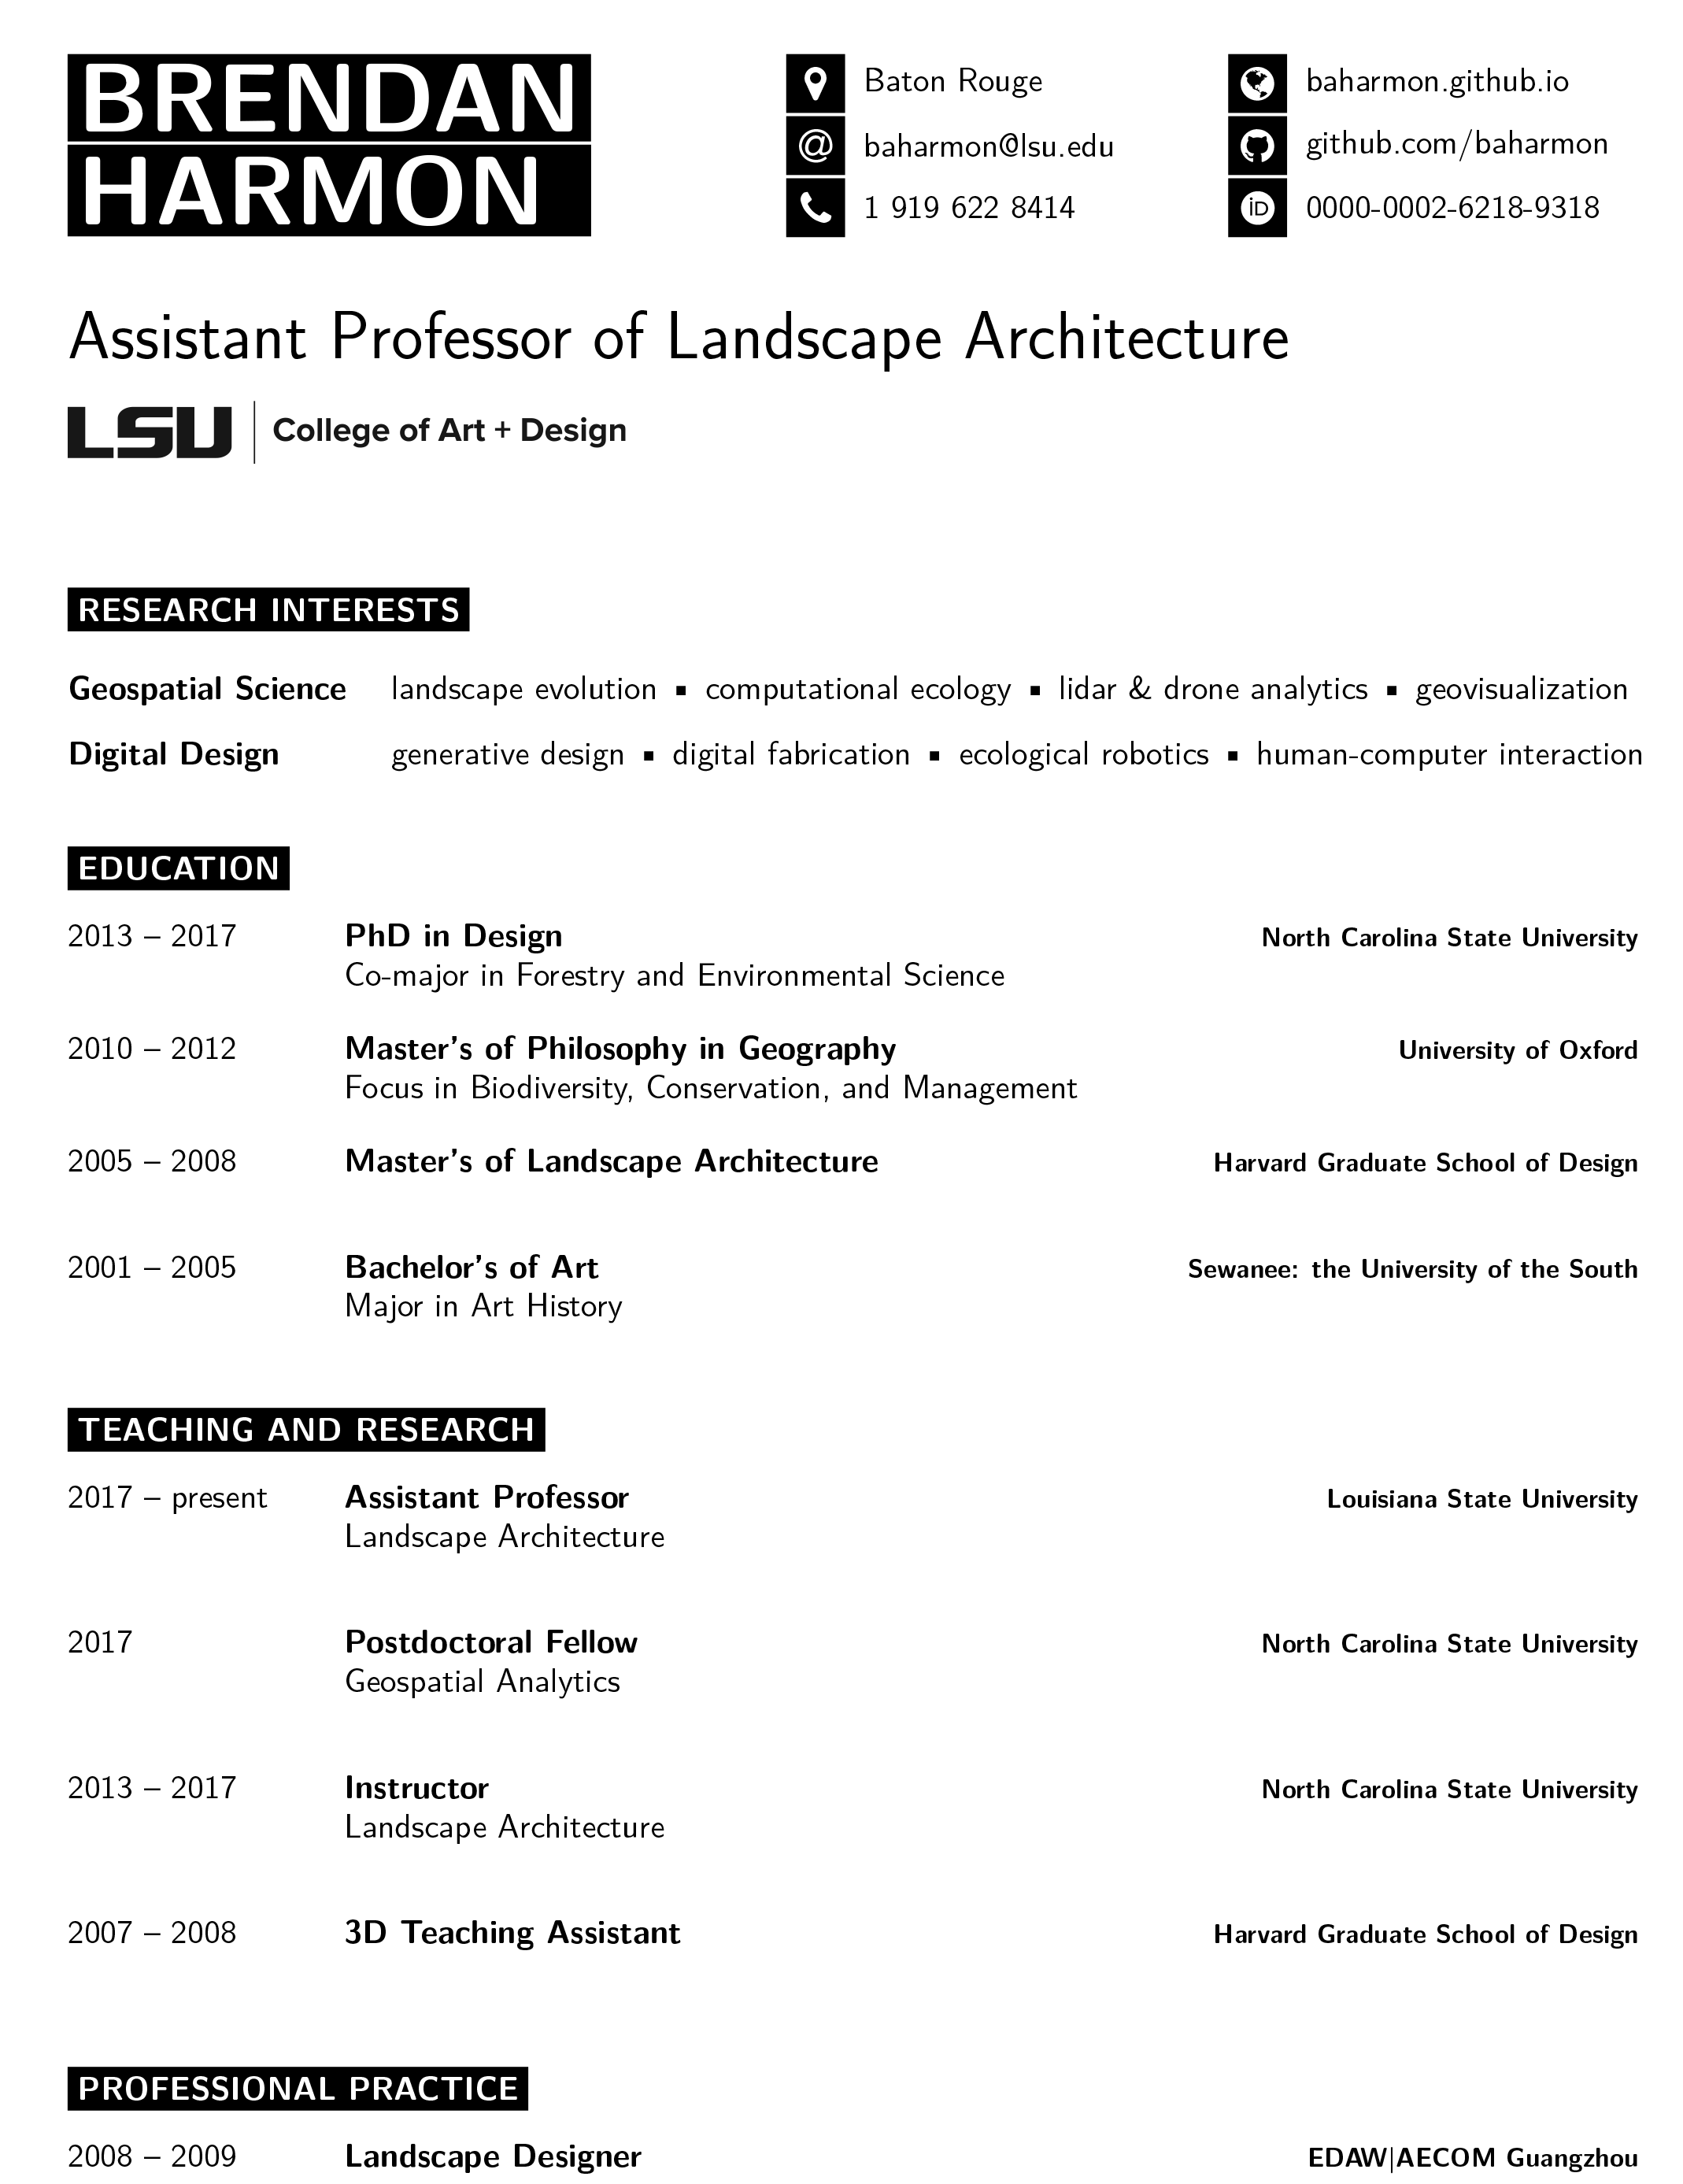 BRENDAN
HARMON
Baton Rouge
baharmon@lsu.edu
1 919 622 8414
baharmon.github.io
github.com/baharmon
iD 0000-0002-6218-9318
Assistant Professor of Landscape Architecture
LSU | College of Art + Design
RESEARCH INTERESTS
Geospatial Science landscape evolution ▪ computational ecology ▪ lidar & drone analytics ▪ geovisualization
Digital Design generative design ▪ digital fabrication ▪ ecological robotics ▪ human-computer interaction
EDUCATION
2013 – 2017 PhD in Design North Carolina State University
Co-major in Forestry and Environmental Science
2010 – 2012 Master's of Philosophy in Geography University of Oxford
Focus in Biodiversity, Conservation, and Management
2005 – 2008 Master's of Landscape Architecture Harvard Graduate School of Design
2001 – 2005 Bachelor's of Art Sewanee: the University of the South
Major in Art History
TEACHING AND RESEARCH
2017 – present Assistant Professor Louisiana State University
Landscape Architecture
2017 Postdoctoral Fellow North Carolina State University
Geospatial Analytics
2013 – 2017 Instructor North Carolina State University
Landscape Architecture
2007 – 2008 3D Teaching Assistant Harvard Graduate School of Design
PROFESSIONAL PRACTICE
2008 – 2009 Landscape Designer EDAW|AECOM Guangzhou